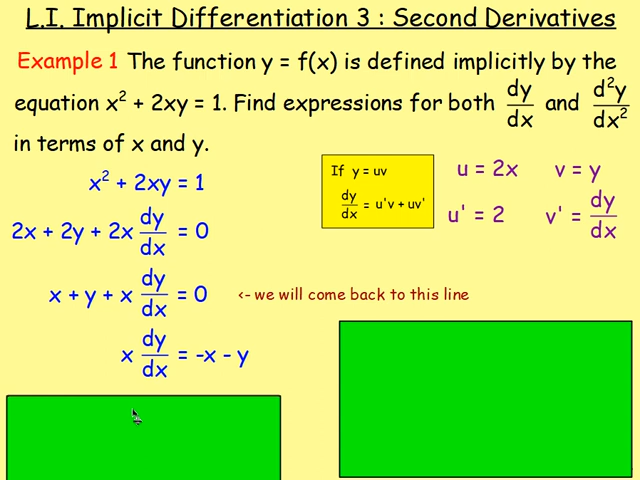 L.I. Implicit Differentiation 3 : Second Derivatives
Example 1 The function y = f(x) is defined implicitly by the
equation x² + 2xy = 1. Find expressions for both dy/dx and d²y/dx²
in terms of x and y.
x² + 2xy = 1
2x + 2y + 2x dy/dx = 0
x + y + x dy/dx = 0 <- we will come back to this line
x dy/dx = -x - y
If y = uv
dy/dx = u'v + uv'
u = 2x v = y
u' = 2 v' = dy/dx